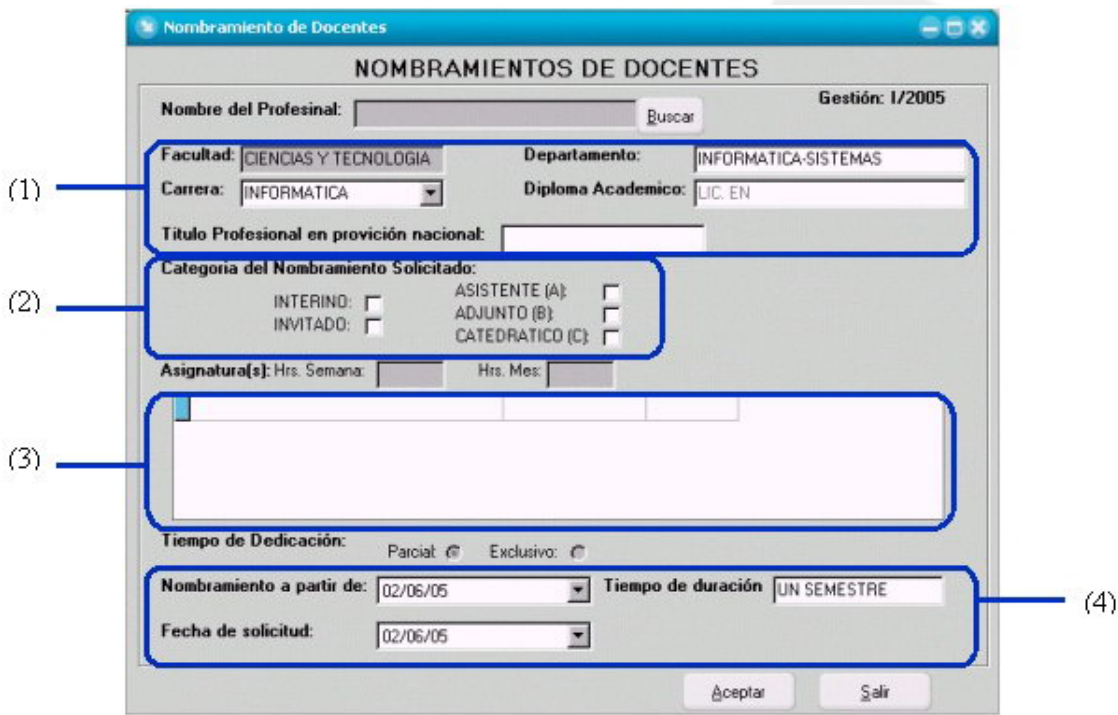 Nombramiento de Docentes
NOMBRAMIENTOS DE DOCENTES
Gestión: I/2005
Nombre del Profesinal: Buscar
Facultad: CIENCIAS Y TECNOLOGIA Departamento: INFORMATICA-SISTEMAS
(1) Carrera: INFORMATICA Diploma Academico: LIC. EN
Titulo Profesional en provición nacional:
Categoria del Nombramiento Solicitado:
ASISTENTE (A):
(2) INTERINO: ADJUNTO (B):
INVITADO: CATEDRATICO (C):
Asignatura(s): Hrs. Semana: Hrs. Mes:
(3)
Tiempo de Dedicación: Parcial: Exclusivo:
Nombramiento a partir de: 02/06/05 Tiempo de duración UN SEMESTRE
(4)
Fecha de solicitud: 02/06/05
Aceptar Salir